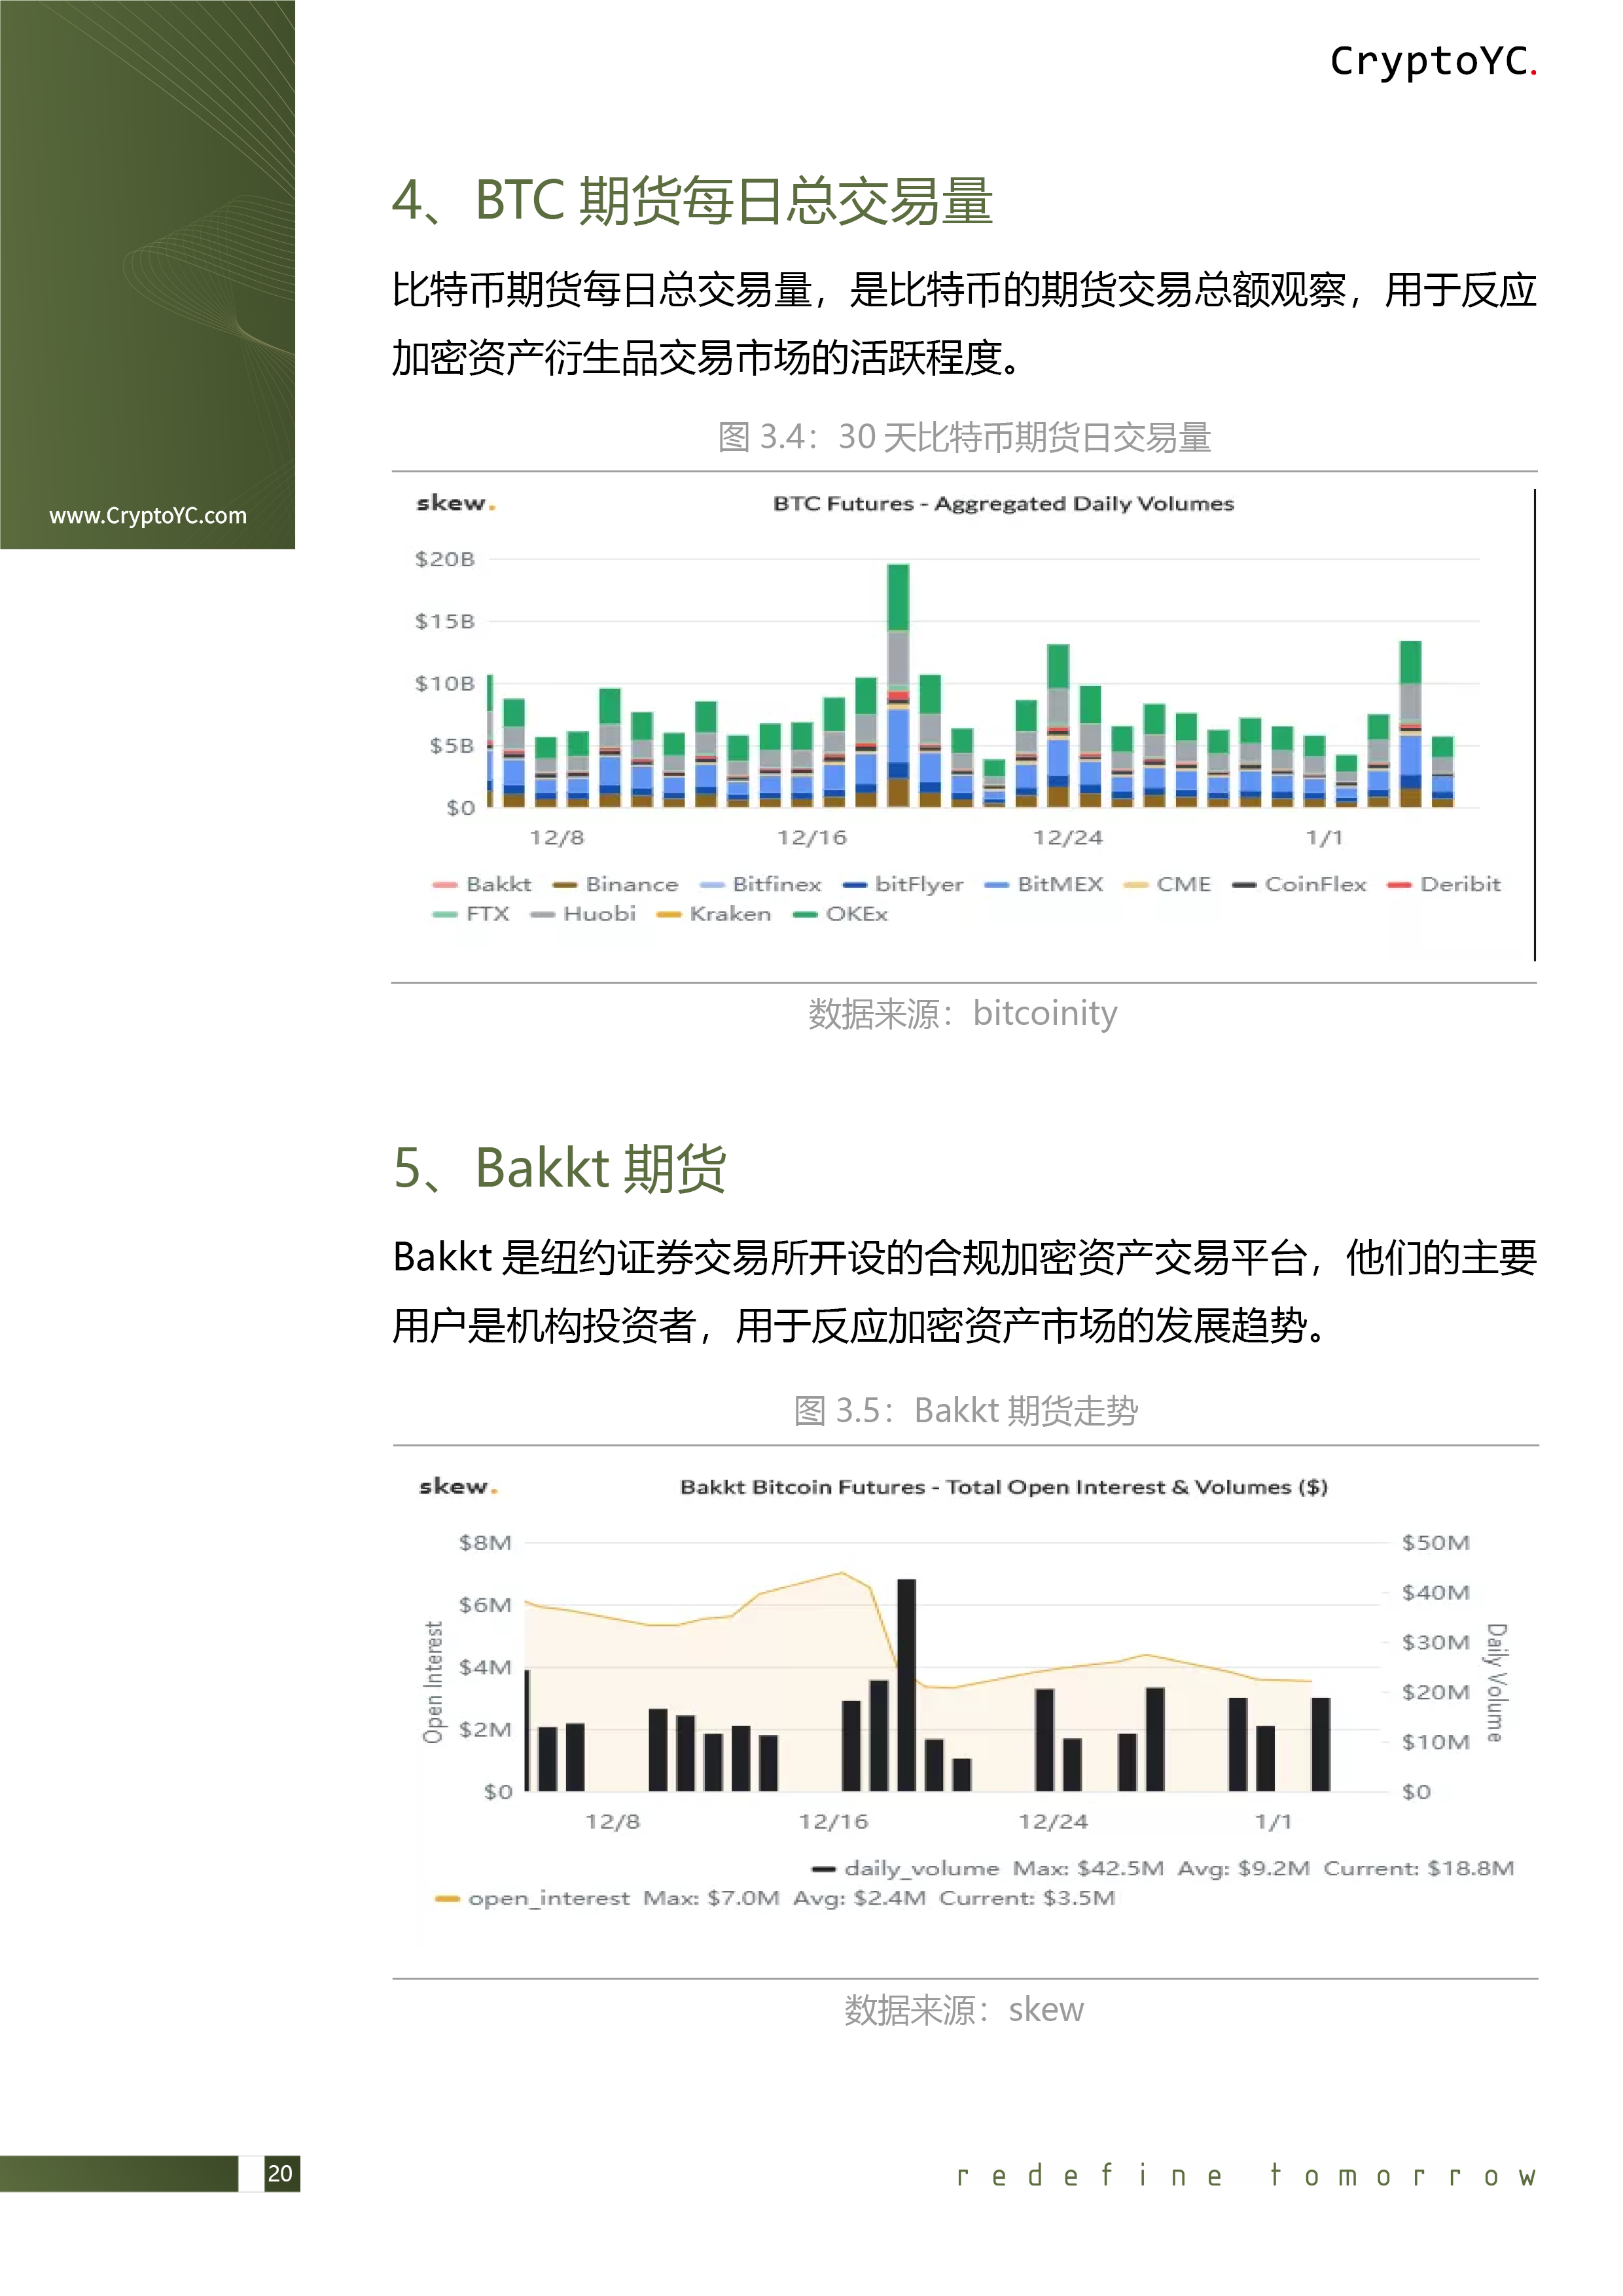 CryptoYC.
www.CryptoYC.com
4、BTC 期货每日总交易量
比特币期货每日总交易量，是比特币的期货交易总额观察，用于反应
加密资产衍生品交易市场的活跃程度。
图 3.4：30 天比特币期货日交易量
skew.
BTC Futures - Aggregated Daily Volumes
$20B
$15B
$10B
$5B
$0
12/8 12/16 12/24 1/1
Bakkt Binance Bitfinex bitFlyer BitMEX CME CoinFlex Deribit
FTX Huobi Kraken OKEx
数据来源：bitcoinity
5、Bakkt 期货
Bakkt 是纽约证券交易所开设的合规加密资产交易平台，他们的主要
用户是机构投资者，用于反应加密资产市场的发展趋势。
图 3.5：Bakkt 期货走势
skew.
Bakkt Bitcoin Futures - Total Open Interest & Volumes ($)
Open Interest
$8M
$6M
$4M
$2M
$0
$50M
$40M
$30M
$20M
$10M
$0
Daily Volume
12/8 12/16 12/24 1/1
daily_volume Max: $42.5M Avg: $9.2M Current: $18.8M
open_interest Max: $7.0M Avg: $2.4M Current: $3.5M
数据来源：skew
20
redefine tomorrow